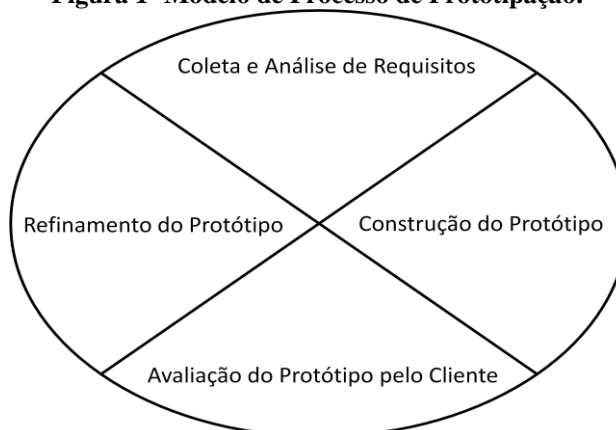 Figura 1- Modelo de Processo de Prototipação.
Coleta e Análise de Requisitos
Refinamento do Protótipo
Construção do Protótipo
Avaliação do Protótipo pelo Cliente